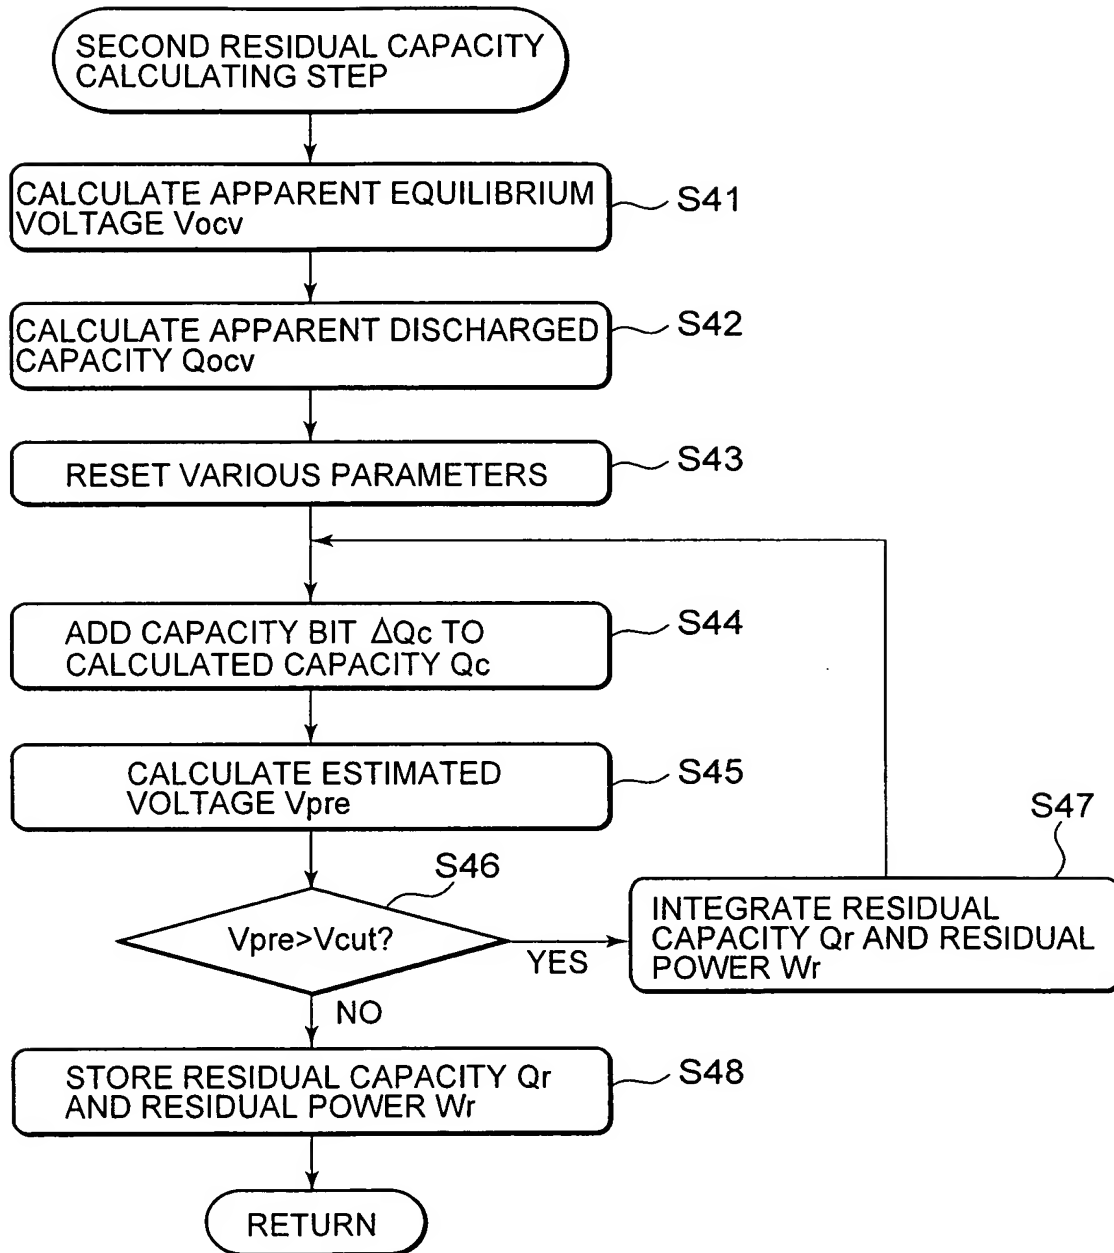 SECOND RESIDUAL CAPACITY
CALCULATING STEP
CALCULATE APPARENT EQUILIBRIUM
VOLTAGE Vocv
S41
CALCULATE APPARENT DISCHARGED
CAPACITY Qocv
S42
RESET VARIOUS PARAMETERS
S43
ADD CAPACITY BIT ΔQc TO
CALCULATED CAPACITY Qc
S44
CALCULATE ESTIMATED
VOLTAGE Vpre
S45
Vpre>Vcut?
S46
YES
INTEGRATE RESIDUAL
CAPACITY Qr AND RESIDUAL
POWER Wr
S47
NO
STORE RESIDUAL CAPACITY Qr
AND RESIDUAL POWER Wr
S48
RETURN